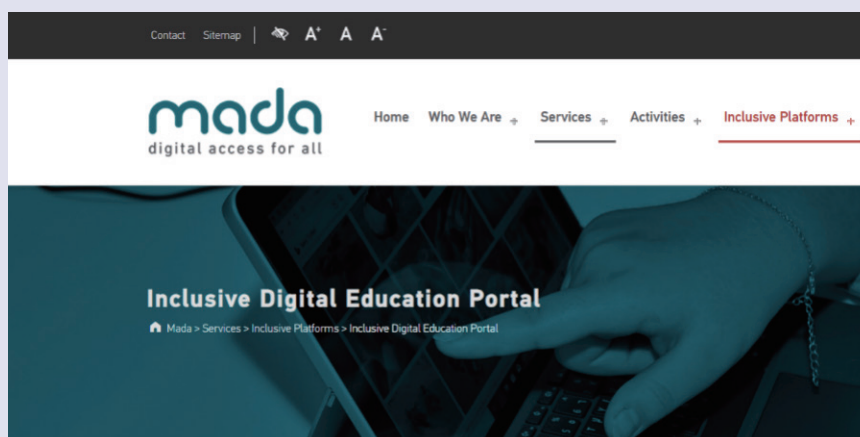 Contact Sitemap | A+ A A-
mada
digital access for all
Home Who We Are + Services + Activities + Inclusive Platforms +
Inclusive Digital Education Portal
Mada > Services > Inclusive Platforms > Inclusive Digital Education Portal